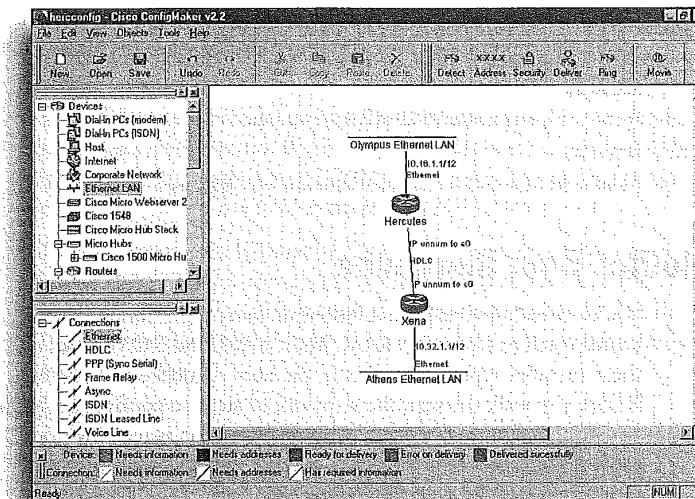 hercconfig - Cisco ConfigMaker v2.2
File Edit View Objects Tools Help
New Open Save Undo Redo Cut Copy Paste Delete Detect Address Security Deliver Ping Movie
Devices
Dial-in PCs (modem)
Dial-in PCs (ISDN)
Host
Internet
Corporate Network
Ethernet LAN
Cisco Micro Webserver 2
Cisco 1548
Cisco Micro Hub Stack
Micro Hubs
Cisco 1500 Micro Hu
Routers
Connections
Ethernet
HDLC
PPP (Sync Serial)
Frame Relay
Async
ISDN
ISDN Leased Line
Voice Line
Olympus Ethernet LAN
10.16.1.1/12
Ethernet
Hercules
IP unnum to e0
HDLC
IP unnum to e0
Xena
10.32.1.1/12
Ethernet
Athens Ethernet LAN
Device: Needs information Needs addresses Ready for delivery Error on delivery Delivered sucessfully
Connection: Needs information Needs addresses Has required information
Ready NUM